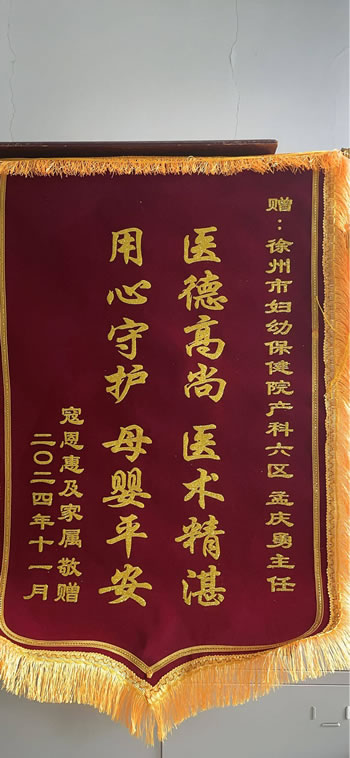 赠：徐州市妇幼保健院产科六区 孟庆勇主任
医德高尚 医术精湛
用心守护 母婴平安
寇恩惠及家属敬赠
二〇二四年十一月